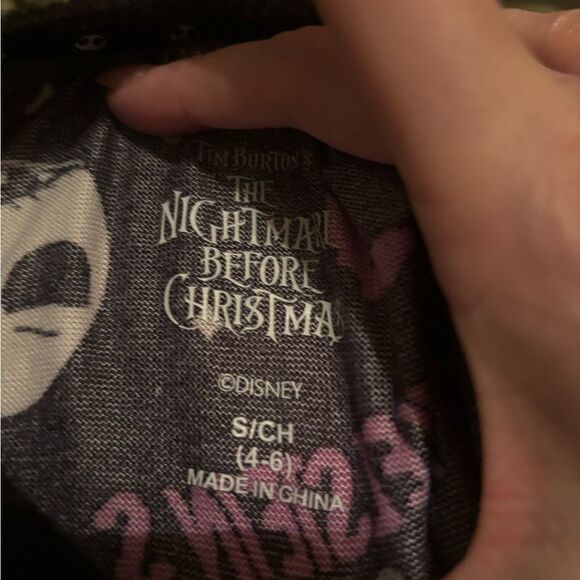 TIM BURTON'S
THE
NIGHTMARE
BEFORE
CHRISTMAS
©DISNEY
S/CH
(4-6)
MADE IN CHINA